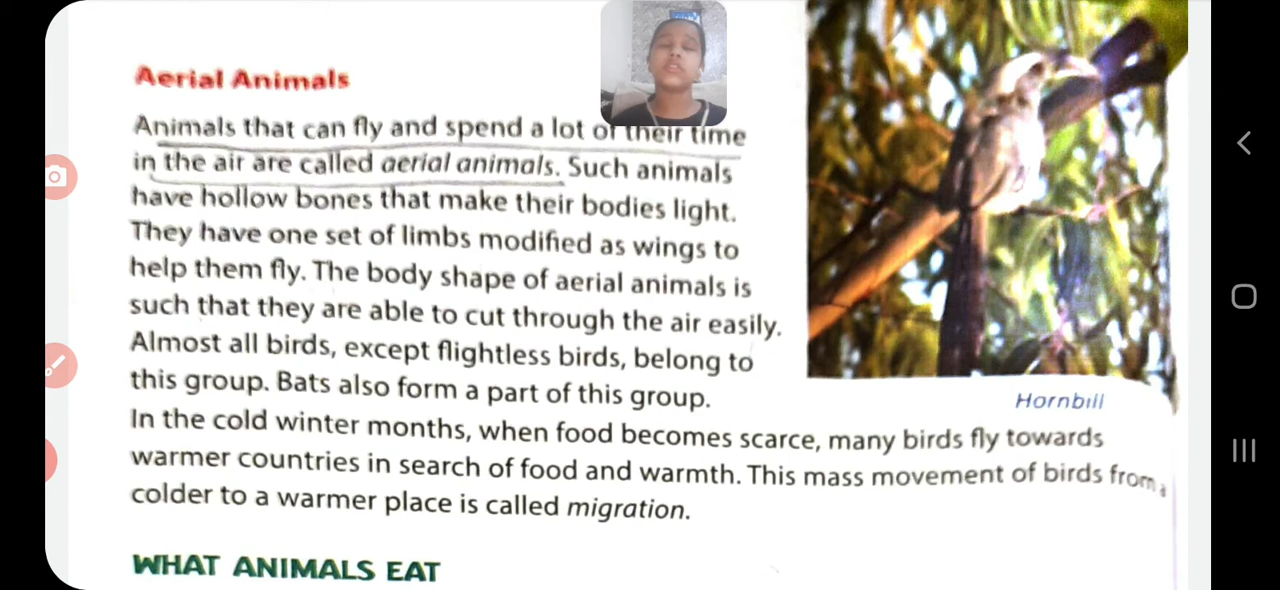 Aerial Animals
Animals that can fly and spend a lot of their time
in the air are called aerial animals. Such animals
have hollow bones that make their bodies light.
They have one set of limbs modified as wings to
help them fly. The body shape of aerial animals is
such that they are able to cut through the air easily.
Almost all birds, except flightless birds, belong to
this group. Bats also form a part of this group.
Hornbill
In the cold winter months, when food becomes scarce, many birds fly towards
warmer countries in search of food and warmth. This mass movement of birds from a
colder to a warmer place is called migration.
WHAT ANIMALS EAT